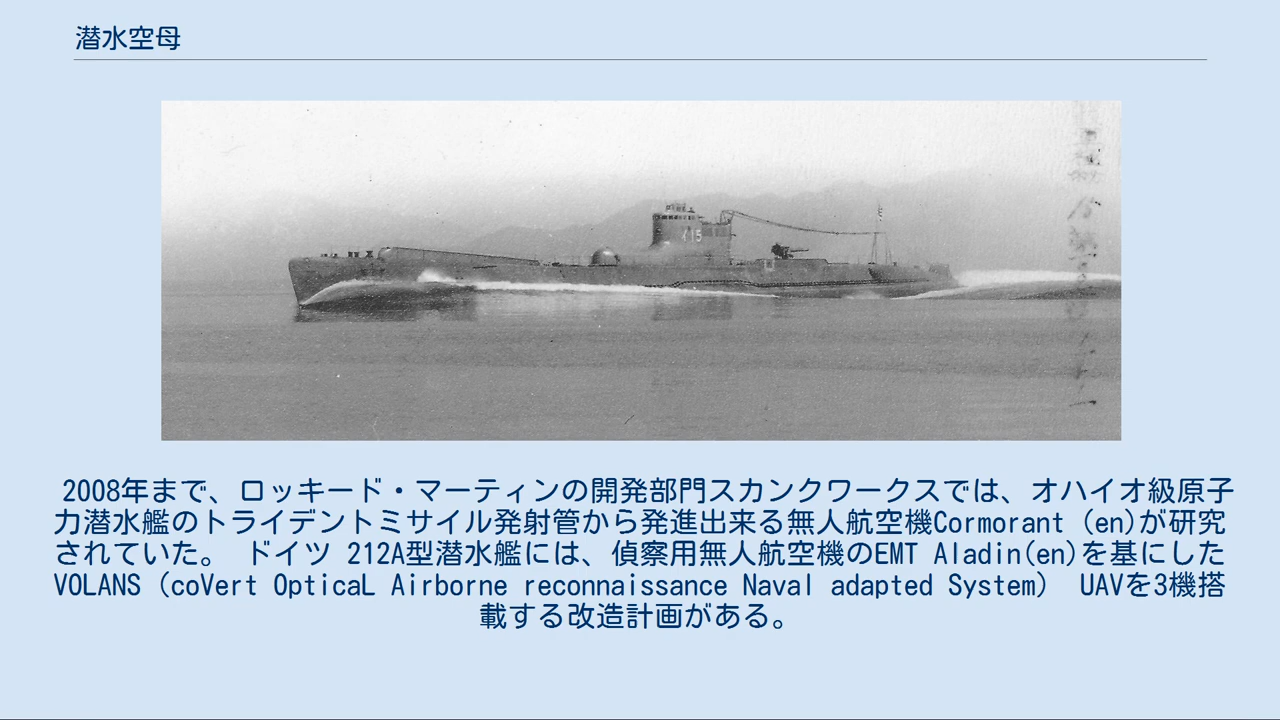 潜水空母
イ15
2008年まで、ロッキード・マーティンの開発部門スカンクワークスでは、オハイオ級原子
力潜水艦のトライデントミサイル発射管から発進出来る無人航空機Cormorant (en)が研究
されていた。 ドイツ 212A型潜水艦には、偵察用無人航空機のEMT Aladin(en)を基にした
VOLANS (coVert OpticaL Airborne reconnaissance Naval adapted System) UAVを3機搭
載する改造計画がある。